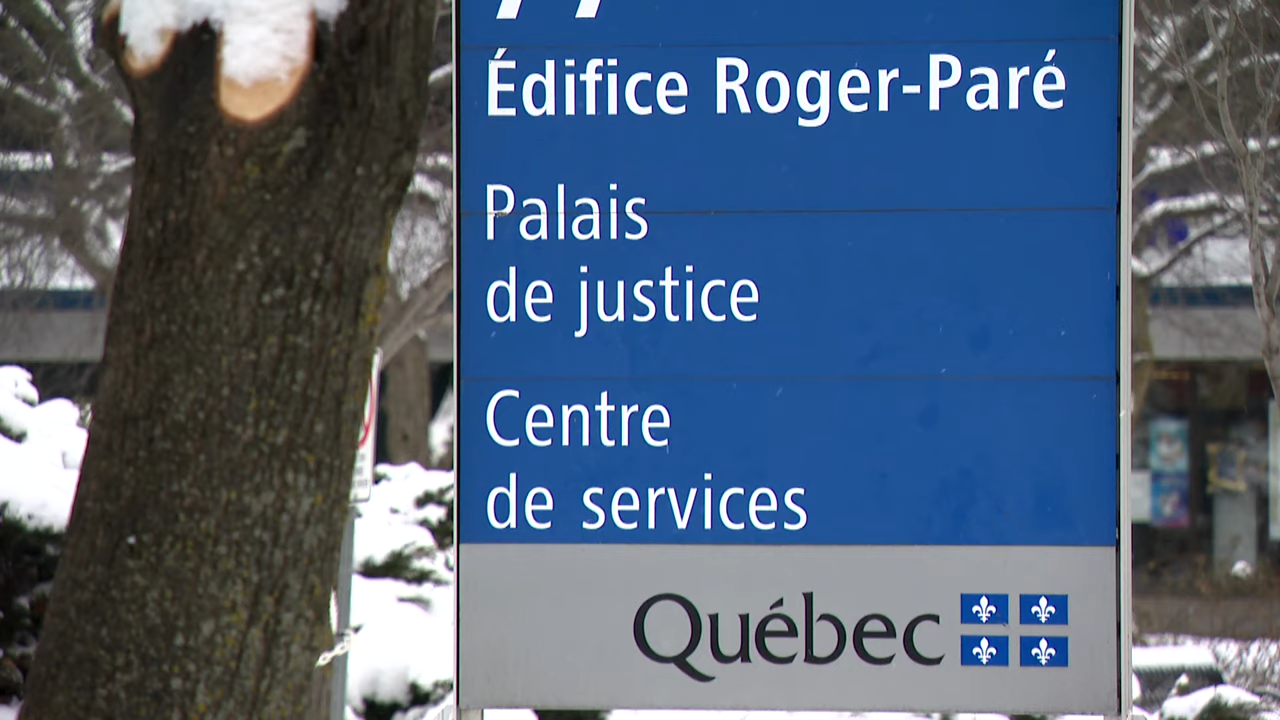 Édifice Roger-Paré
Palais
de justice
Centre
de services
Québec